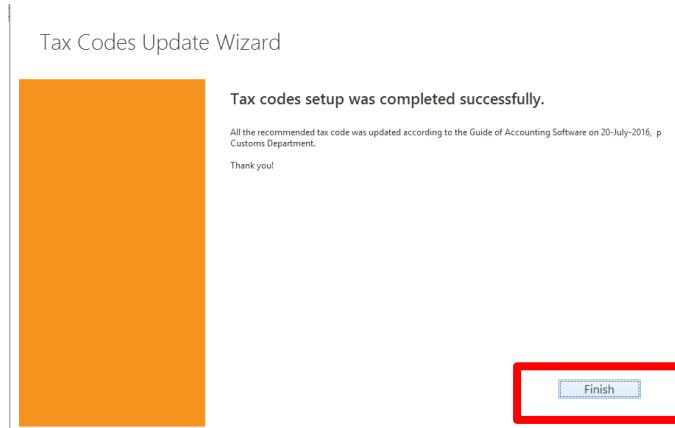 Tax Codes Update Wizard
Tax codes setup was completed successfully.
All the recommended tax code was updated according to the Guide of Accounting Software on 20-July-2016, p
Customs Department.
Thank you!
Finish